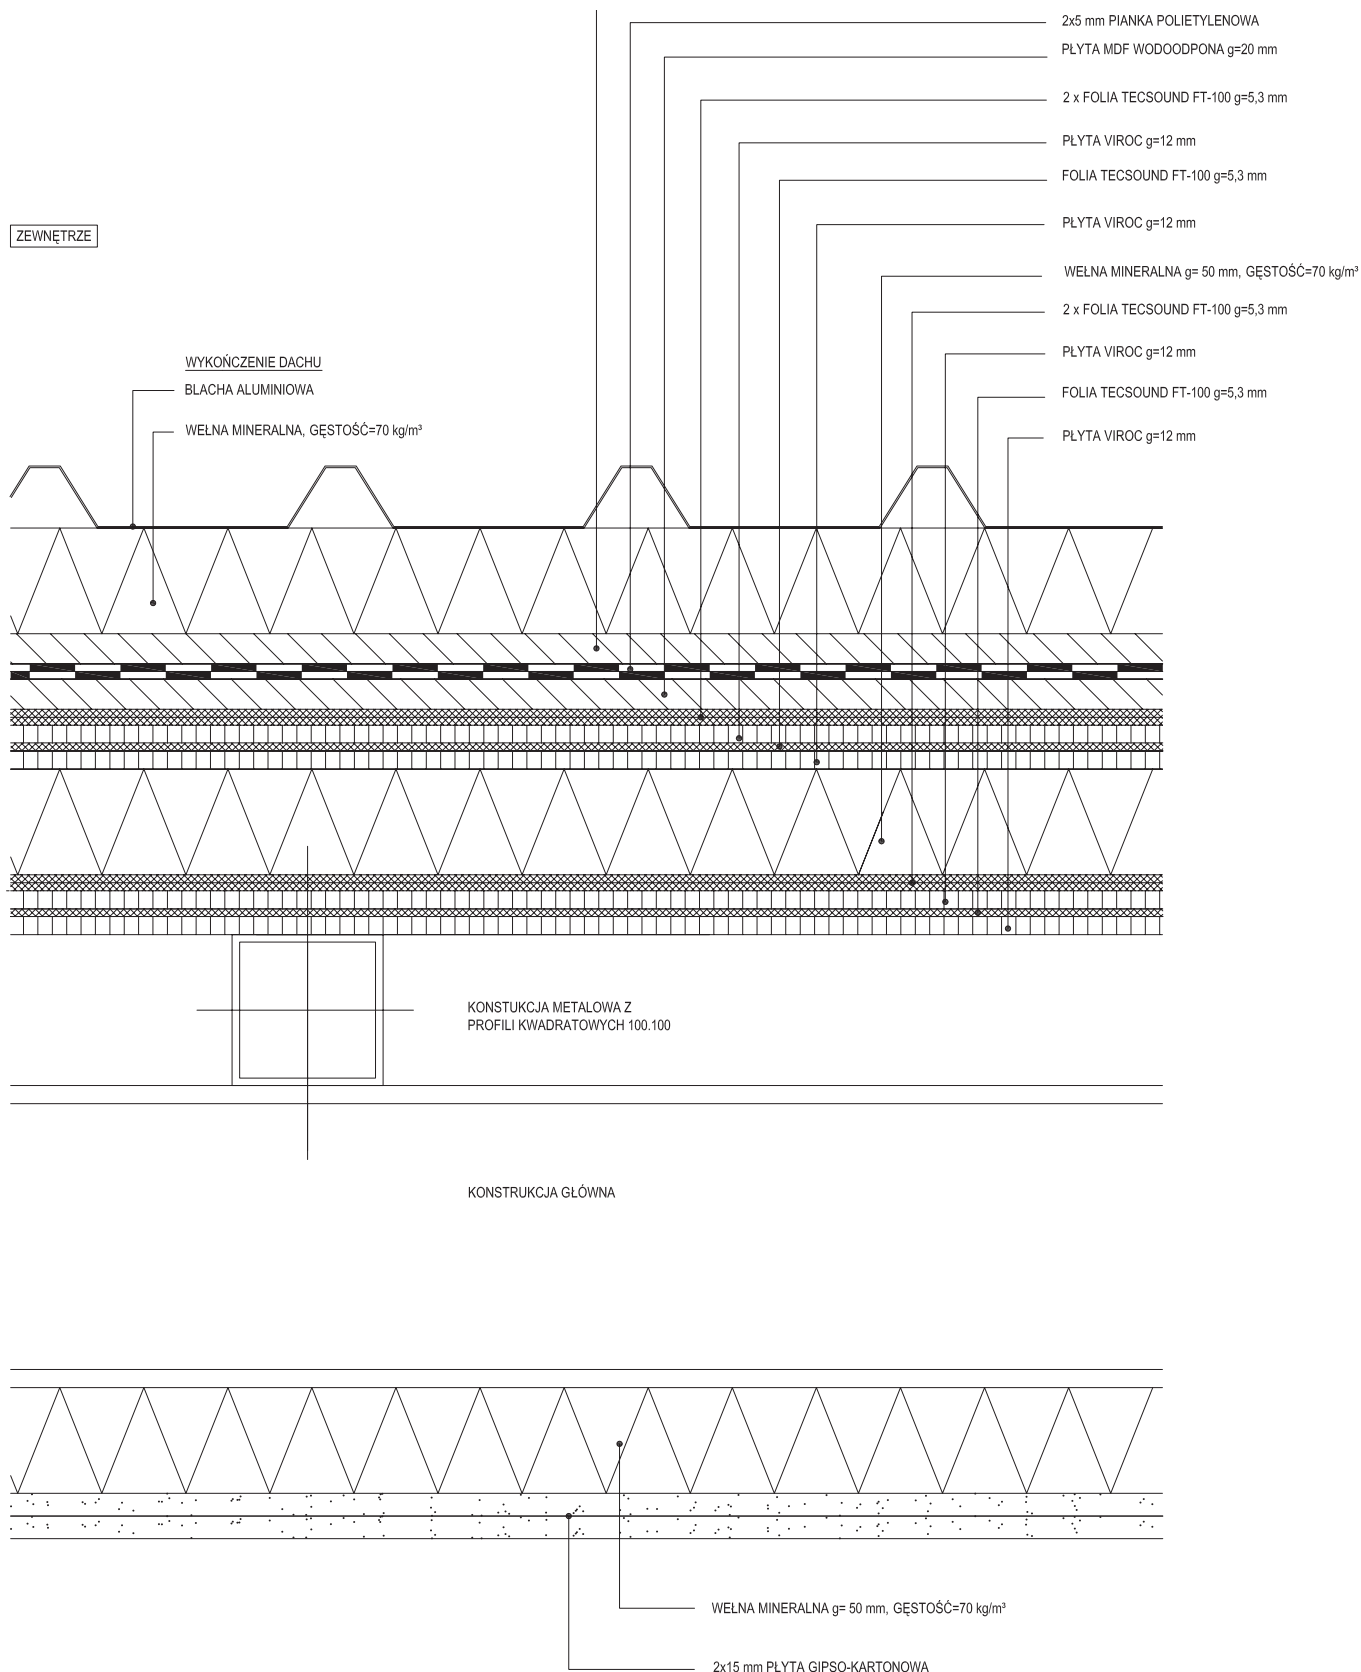 2x5 mm PIANKA POLIETYLENOWA
PŁYTA MDF WODOODPONA g=20 mm
2 x FOLIA TECSOUND FT-100 g=5,3 mm
PŁYTA VIROC g=12 mm
FOLIA TECSOUND FT-100 g=5,3 mm
PŁYTA VIROC g=12 mm
ZEWNĘTRZE
WEŁNA MINERALNA g= 50 mm, GĘSTOŚĆ=70 kg/m³
2 x FOLIA TECSOUND FT-100 g=5,3 mm
PŁYTA VIROC g=12 mm
FOLIA TECSOUND FT-100 g=5,3 mm
PŁYTA VIROC g=12 mm
WYKOŃCZENIE DACHU
BLACHA ALUMINIOWA
WEŁNA MINERALNA, GĘSTOŚĆ=70 kg/m³
KONSTUKCJA METALOWA Z
PROFILI KWADRATOWYCH 100.100
KONSTRUKCJA GŁÓWNA
WEŁNA MINERALNA g= 50 mm, GĘSTOŚĆ=70 kg/m³
2x15 mm PŁYTA GIPSO-KARTONOWA